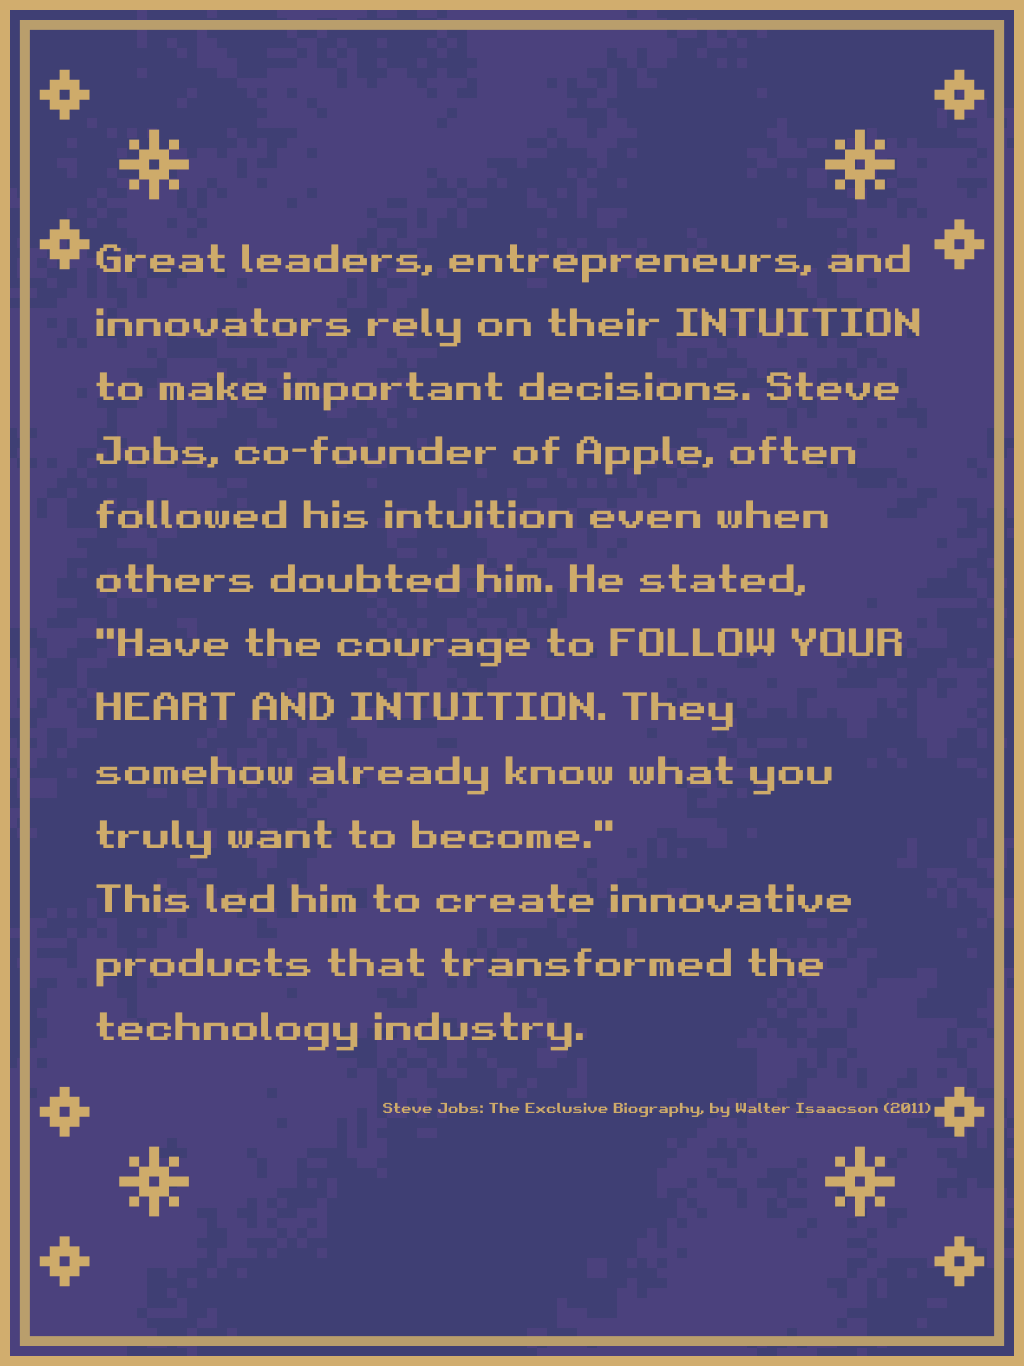 Great leaders, entrepreneurs, and
innovators rely on their INTUITION
to make important decisions. Steve
Jobs, co-founder of Apple, often
followed his intuition even when
others doubted him. He stated,
"Have the courage to FOLLOW YOUR
HEART AND INTUITION. They
somehow already know what you
truly want to become."
This led him to create innovative
products that transformed the
technology industry.
Steve Jobs: The Exclusive Biography, by Walter Isaacson (2011)